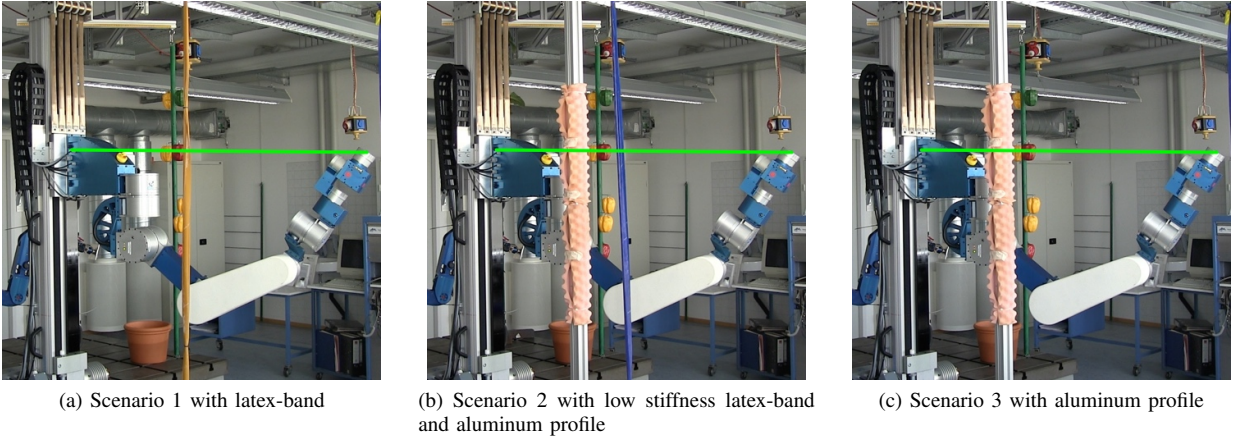 (a) Scenario 1 with latex-band
(b) Scenario 2 with low stiffness latex-band
and aluminum profile
(c) Scenario 3 with aluminum profile